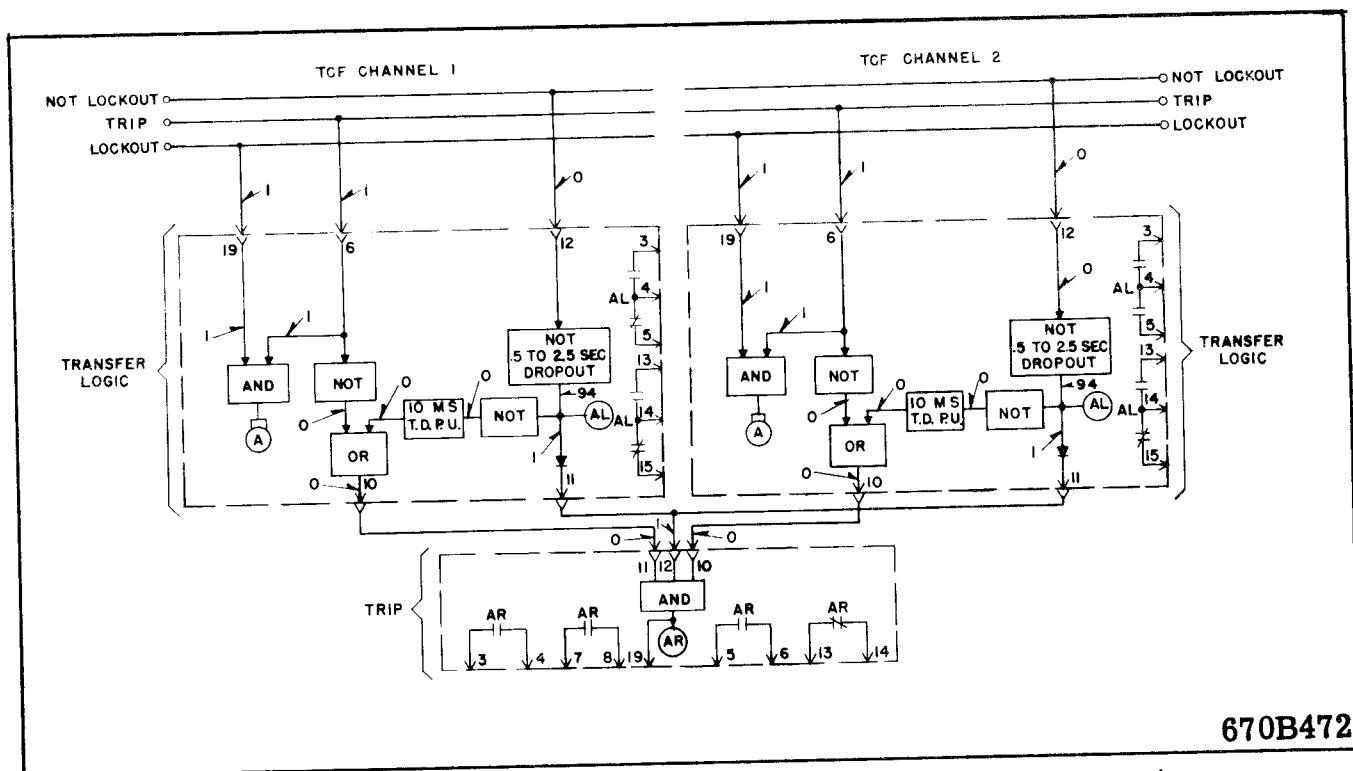 TCF CHANNEL 1
TCF CHANNEL 2
NOT LOCKOUT
TRIP
LOCKOUT
NOT LOCKOUT
TRIP
LOCKOUT
1
1
0
1
1
0
19
6
12
3
4
5
13
14
15
AL
AL
1
1
NOT
.5 TO 2.5 SEC
DROPOUT
94
TRANSFER
LOGIC
AND
NOT
0
10 MS
T.D. P.U.
0
NOT
AL
A
0
OR
1
0
10
11
19
6
12
3
4
5
13
14
15
AL
AL
1
1
0
NOT
.5 TO 2.5 SEC
DROPOUT
94
TRANSFER
LOGIC
AND
NOT
0
10 MS
T.D. P.U.
0
NOT
AL
A
0
OR
1
0
10
11
0
1
0
11
12
10
TRIP
AND
AR
AR
AR
AR
AR
3
4
7
8
19
5
6
13
14
670B472